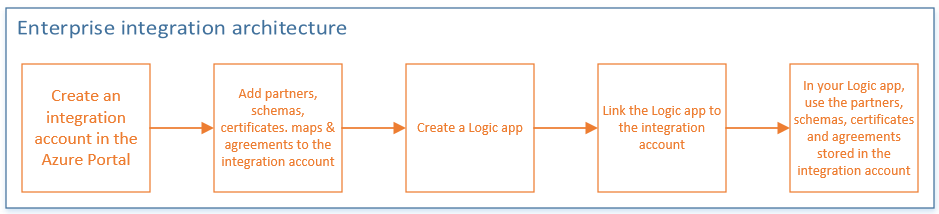 Enterprise integration architecture
Create an
integration
account in the
Azure Portal
Add partners,
schemas,
certificates. maps &
agreements to the
integration account
Create a Logic app
Link the Logic app to
the integration
account
In your Logic app,
use the partners,
schemas, certificates
and agreements
stored in the
integration account